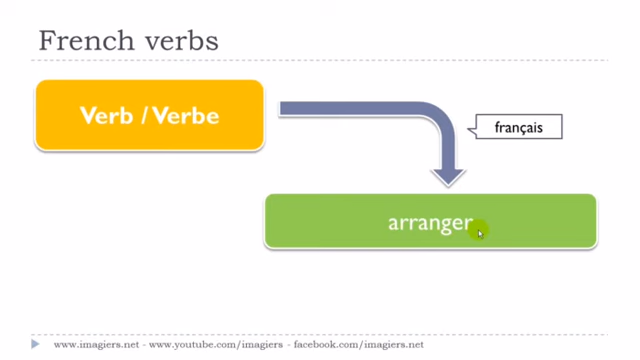 French verbs
Verb / Verbe
français
arranger
www.imagiers.net - www.youtube.com/imagiers - facebook.com/imagiers.net